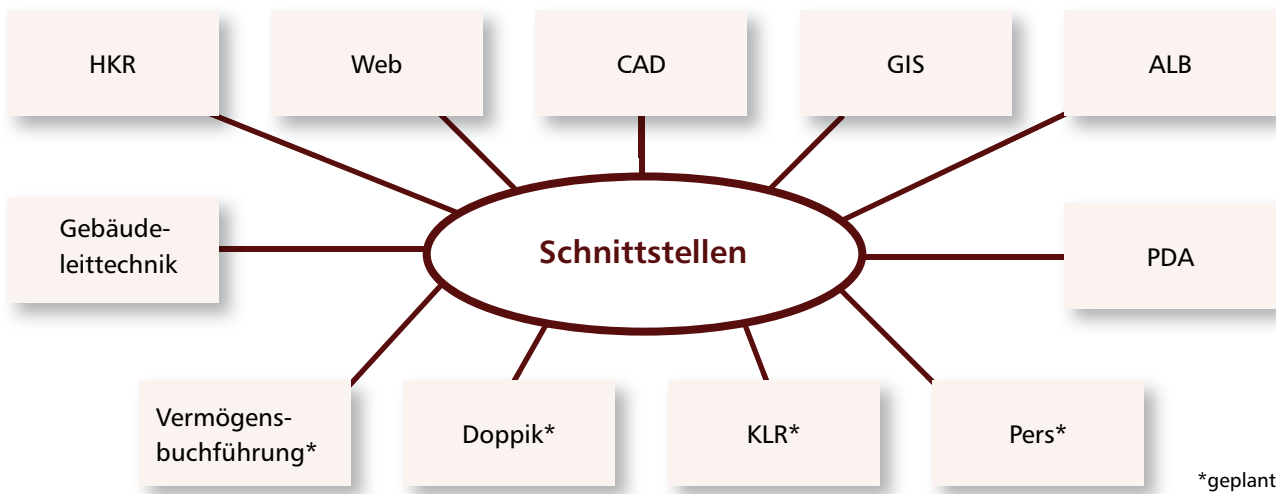 HKR
Web
CAD
GIS
ALB
Gebäude-
leittechnik
Schnittstellen
PDA
Vermögens-
buchführung*
Doppik*
KLR*
Pers*
*geplant